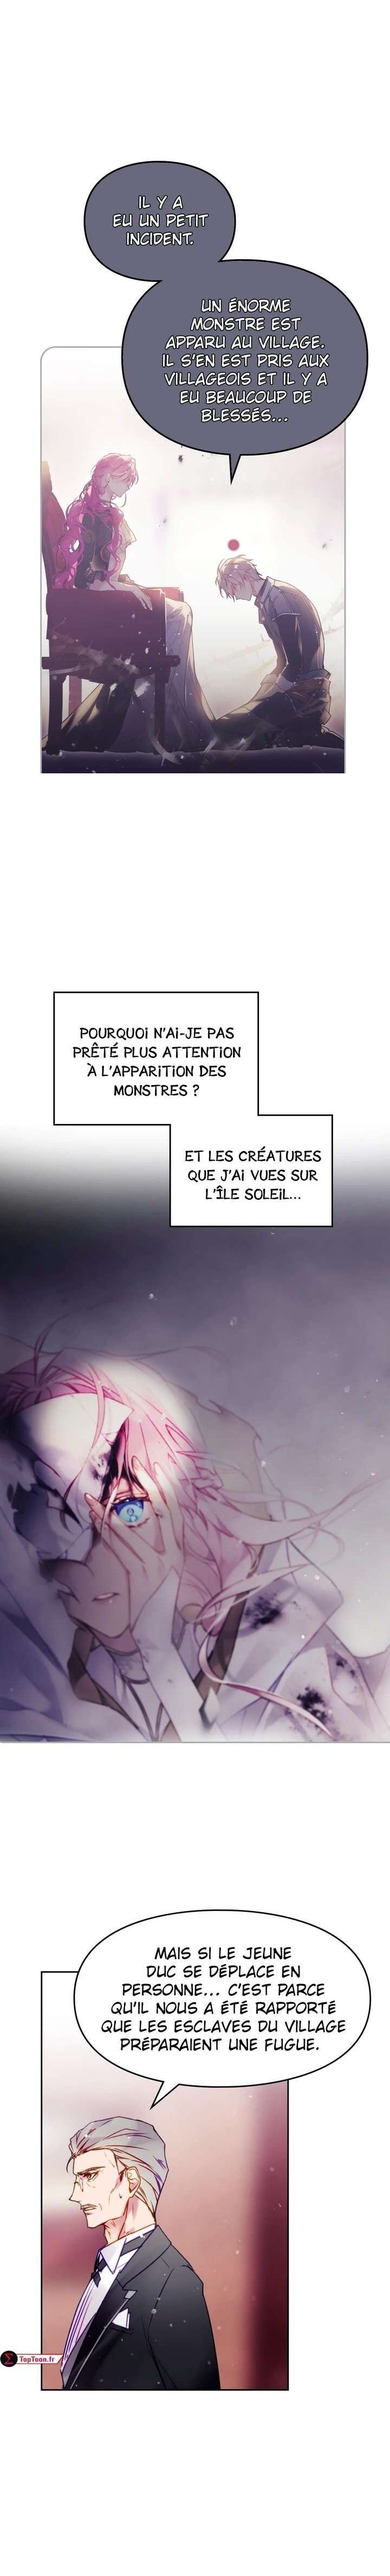 IL Y A
EU UN PETIT
INCIDENT.
UN ÉNORME
MONSTRE EST
APPARU AU VILLAGE.
IL S'EN EST PRIS AUX
VILLAGEOIS ET IL Y A
EU BEAUCOUP DE
BLESSÉS...
POURQUOI N'AI-JE PAS
PRÊTÉ PLUS ATTENTION
À L'APPARITION DES
MONSTRES ?
ET LES CRÉATURES
QUE J'AI VUES SUR
L'ÎLE SOLEIL...
MAIS SI LE JEUNE
DUC SE DÉPLACE EN
PERSONNE... C'EST PARCE
QU'IL NOUS A ÉTÉ RAPPORTÉ
QUE LES ESCLAVES DU VILLAGE
PRÉPARAIENT UNE FUGUE.
TopToon.fr